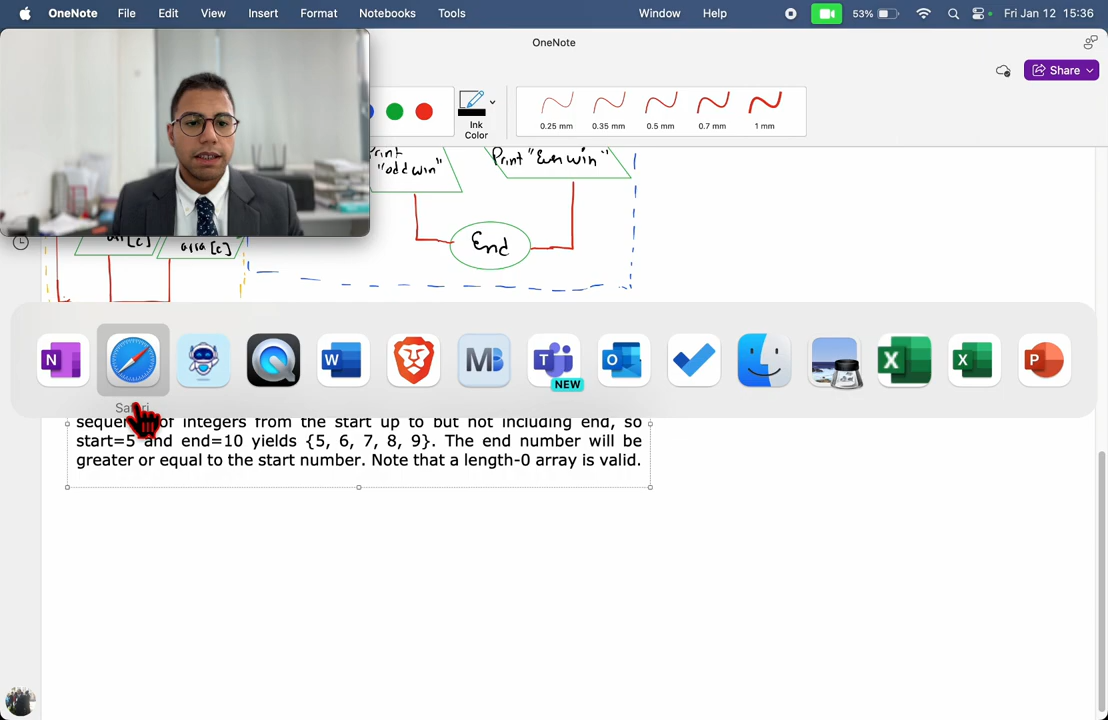 OneNote File Edit View Insert Format Notebooks Tools Window Help 53% Fri Jan 12 15:36
OneNote
Share
Ink
Color
0.25 mm 0.35 mm 0.5 mm 0.7 mm 1 mm
Print
"odd win"
Print "Even win"
End
arra [c]
N W MB T NEW O X X P
Safari
sequence of integers from the start up to but not including end, so
start=5 and end=10 yields {5, 6, 7, 8, 9}. The end number will be
greater or equal to the start number. Note that a length-0 array is valid.